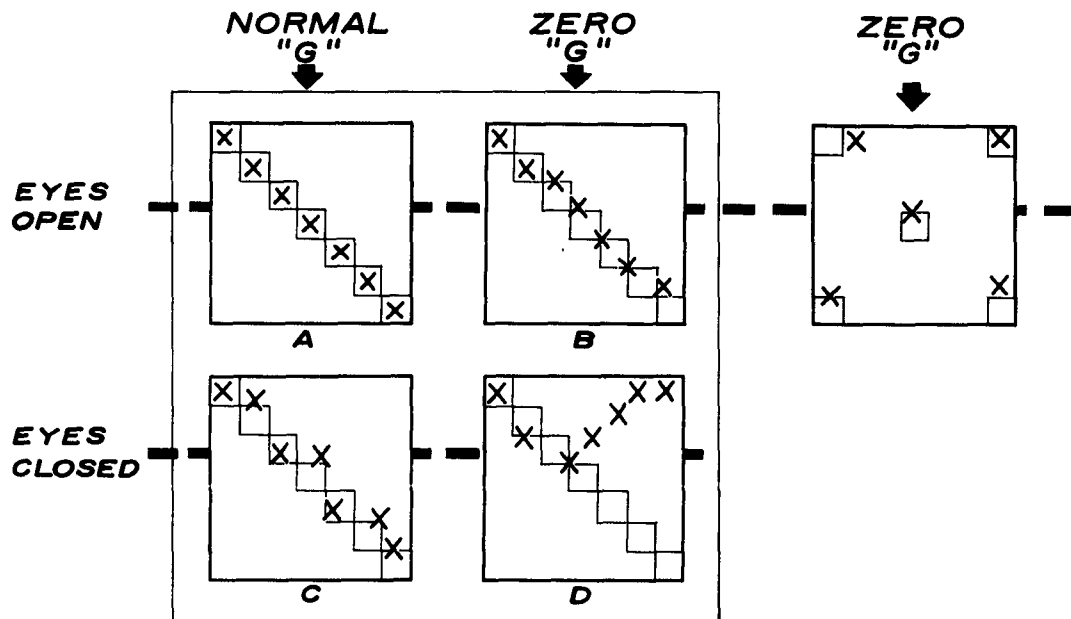 NORMAL "G"
ZERO "G"
ZERO "G"
EYES OPEN
A
B
EYES CLOSED
C
D